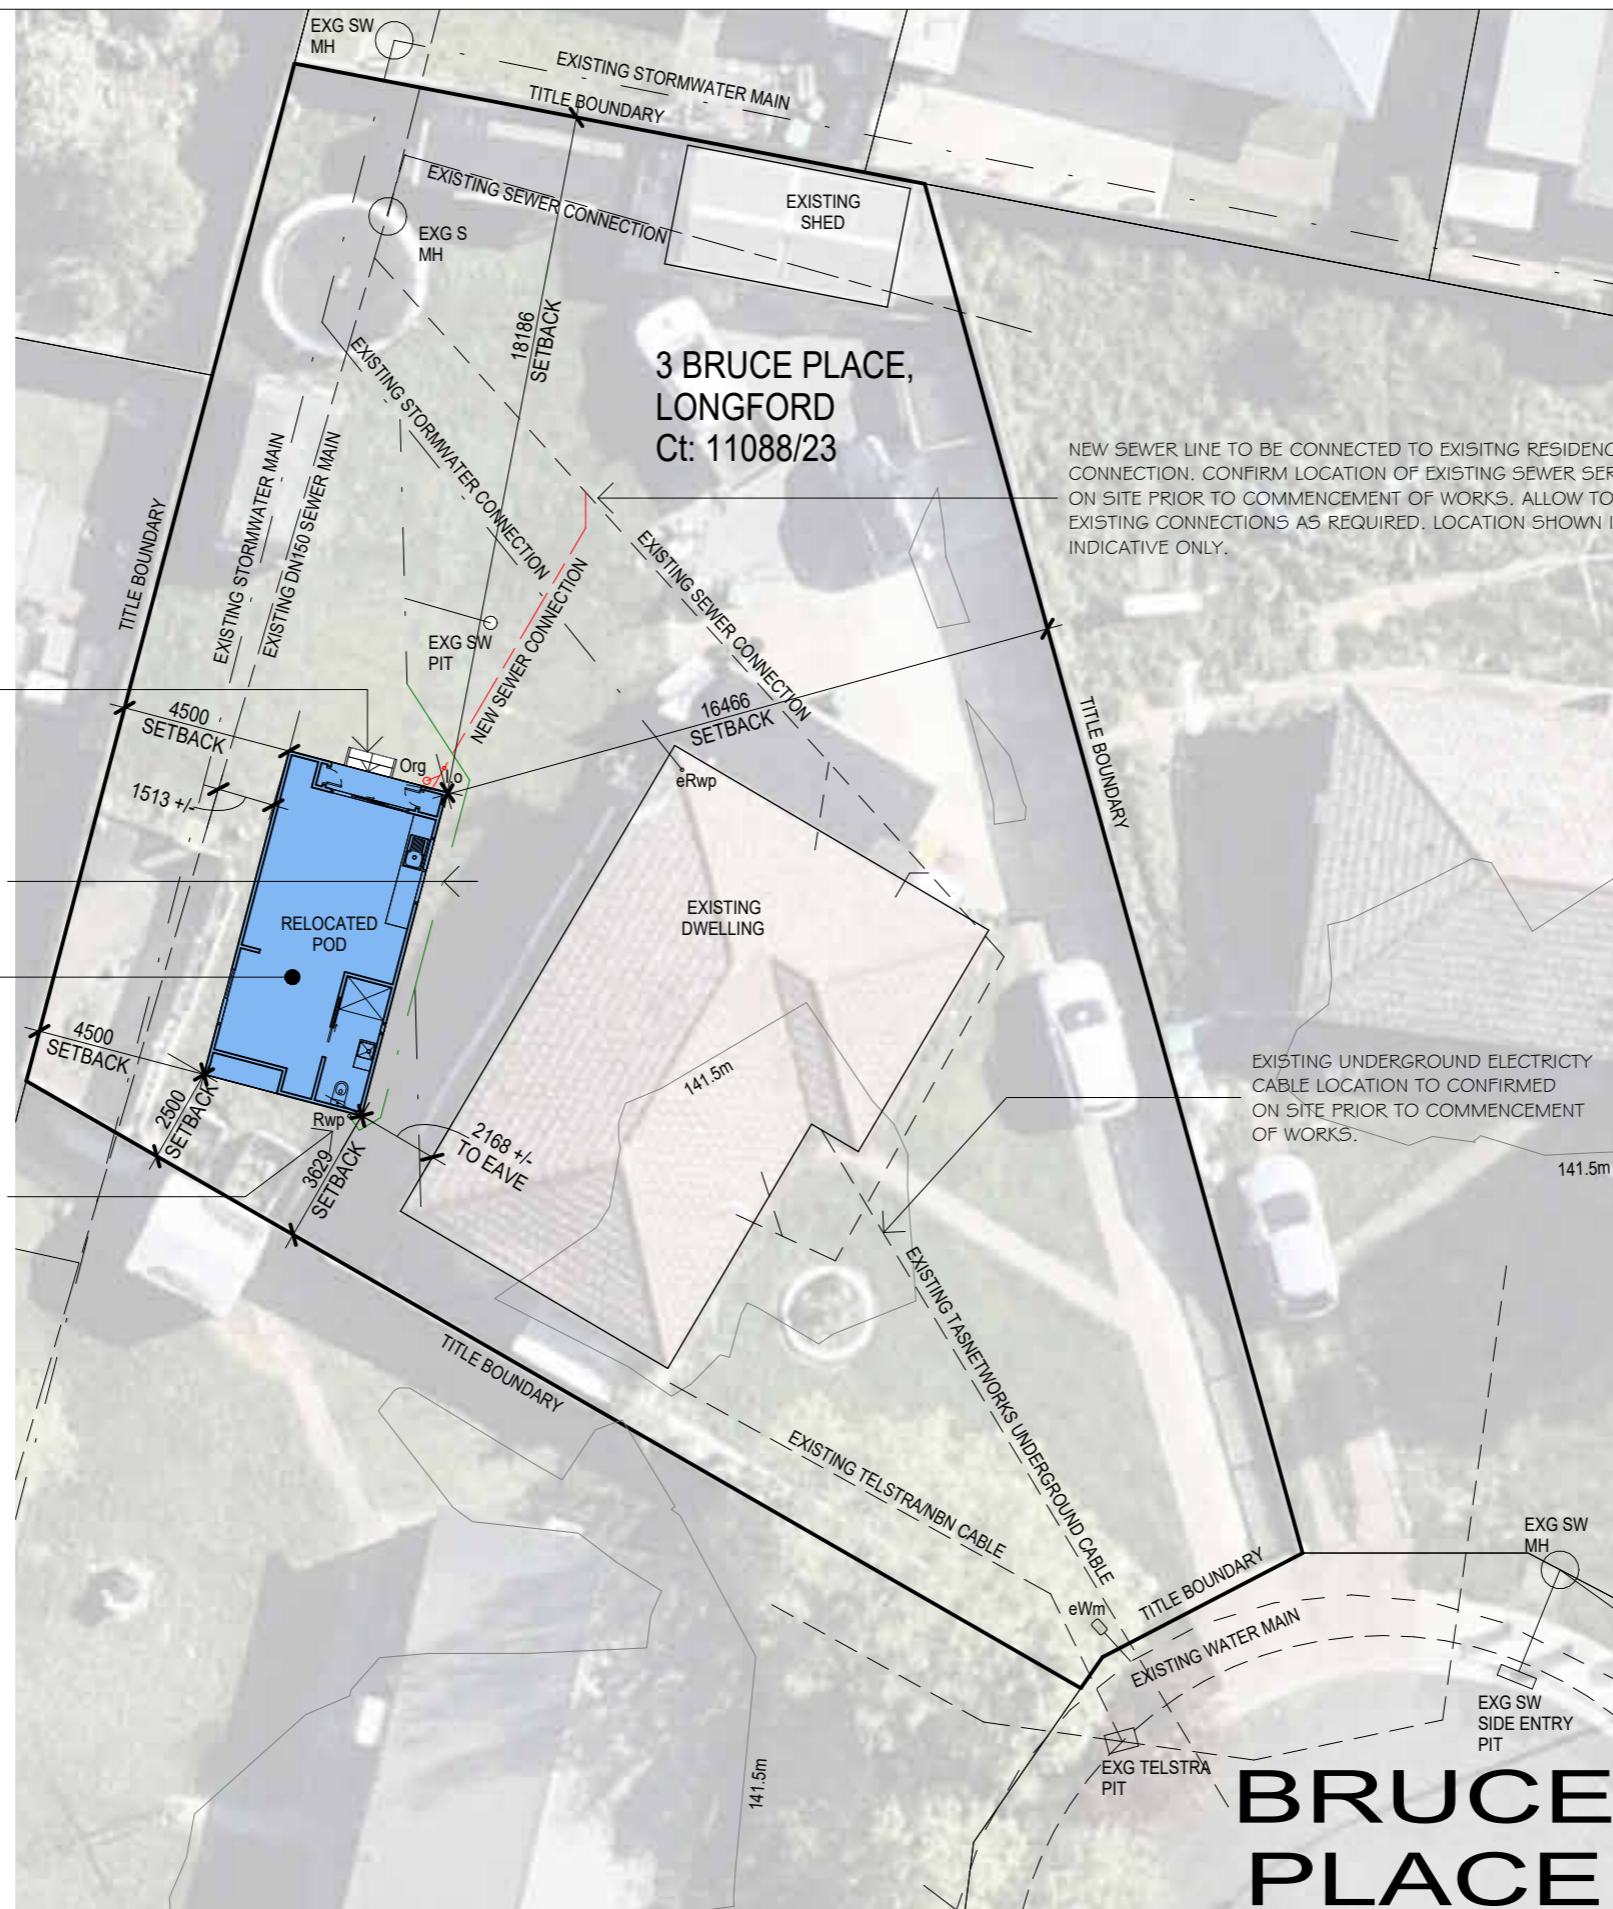 EXG SW
MH
EXISTING STORMWATER MAIN
TITLE BOUNDARY
EXISTING SEWER CONNECTION
EXISTING
SHED
EXG S
MH
18186
SETBACK
3 BRUCE PLACE,
LONGFORD
Ct: 11088/23
EXISTING STORMWATER CONNECTION
NEW SEWER LINE TO BE CONNECTED TO EXISITNG RESIDENC
CONNECTION. CONFIRM LOCATION OF EXISTING SEWER SER
ON SITE PRIOR TO COMMENCEMENT OF WORKS. ALLOW TO
EXISTING CONNECTIONS AS REQUIRED. LOCATION SHOWN I
INDICATIVE ONLY.
TITLE BOUNDARY
EXISTING STORMWATER MAIN
EXISTING DN150 SEWER MAIN
EXISTING SEWER CONNECTION
NEW SEWER CONNECTION
EXG SW
PIT
4500
SETBACK
16466
SETBACK
TITLE BOUNDARY
Org
Io
eRwp
1513 +/-
RELOCATED
POD
EXISTING
DWELLING
4500
SETBACK
141.5m
EXISTING UNDERGROUND ELECTRICTY
CABLE LOCATION TO CONFIRMED
ON SITE PRIOR TO COMMENCEMENT
OF WORKS.
2500
SETBACK
Rwp
3629
SETBACK
2168 +/-
TO EAVE
141.5m
EXISTING TASNETWORKS UNDERGROUND CABLE
TITLE BOUNDARY
EXISTING TELSTRA/NBN CABLE
EXG SW
MH
eWm
TITLE BOUNDARY
EXISTING WATER MAIN
EXG SW
SIDE ENTRY
PIT
EXG TELSTRA
PIT
141.5m
BRUCE
PLACE